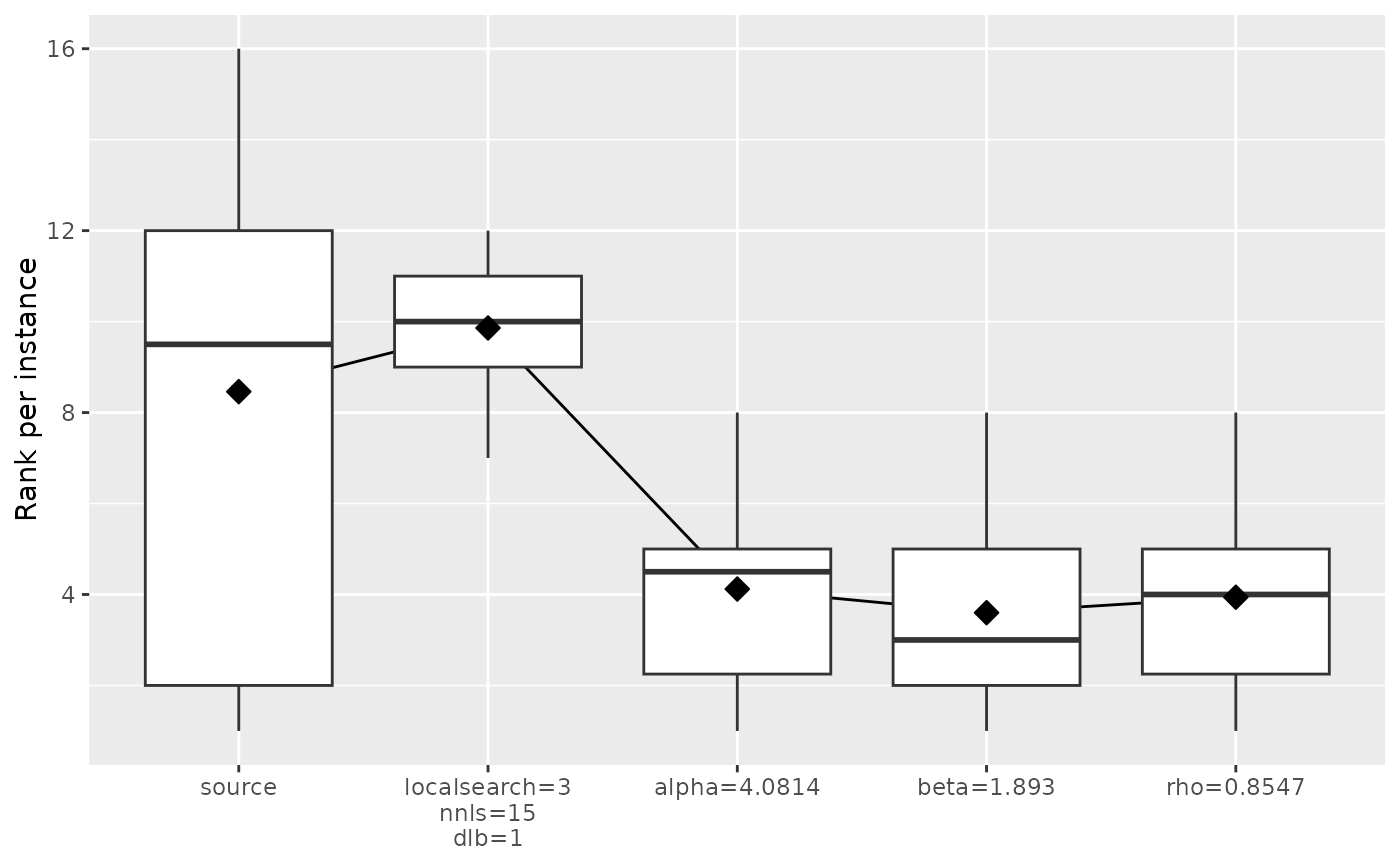 Rank per instance
16
12
8
4
source
localsearch=3
nnls=15
dlb=1
alpha=4.0814
beta=1.893
rho=0.8547